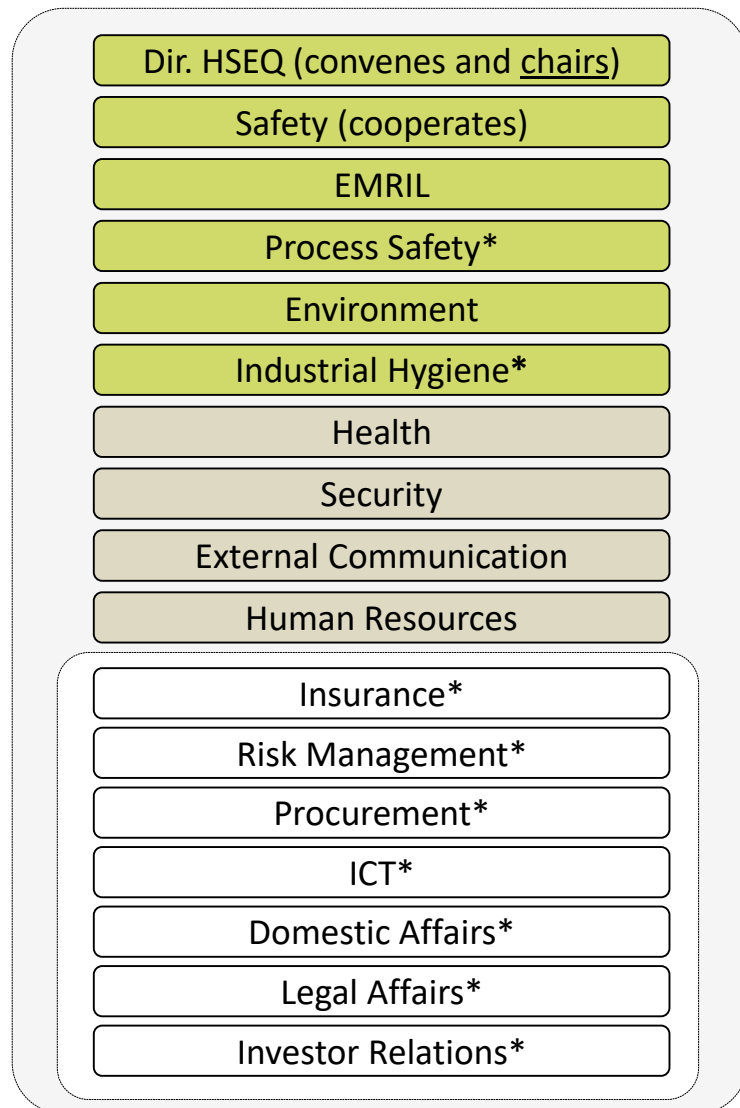 Dir. HSEQ (convenes and chairs)
Safety (cooperates)
EMRIL
Process Safety*
Environment
Industrial Hygiene*
Health
Security
External Communication
Human Resources
Insurance*
Risk Management*
Procurement*
ICT*
Domestic Affairs*
Legal Affairs*
Investor Relations*